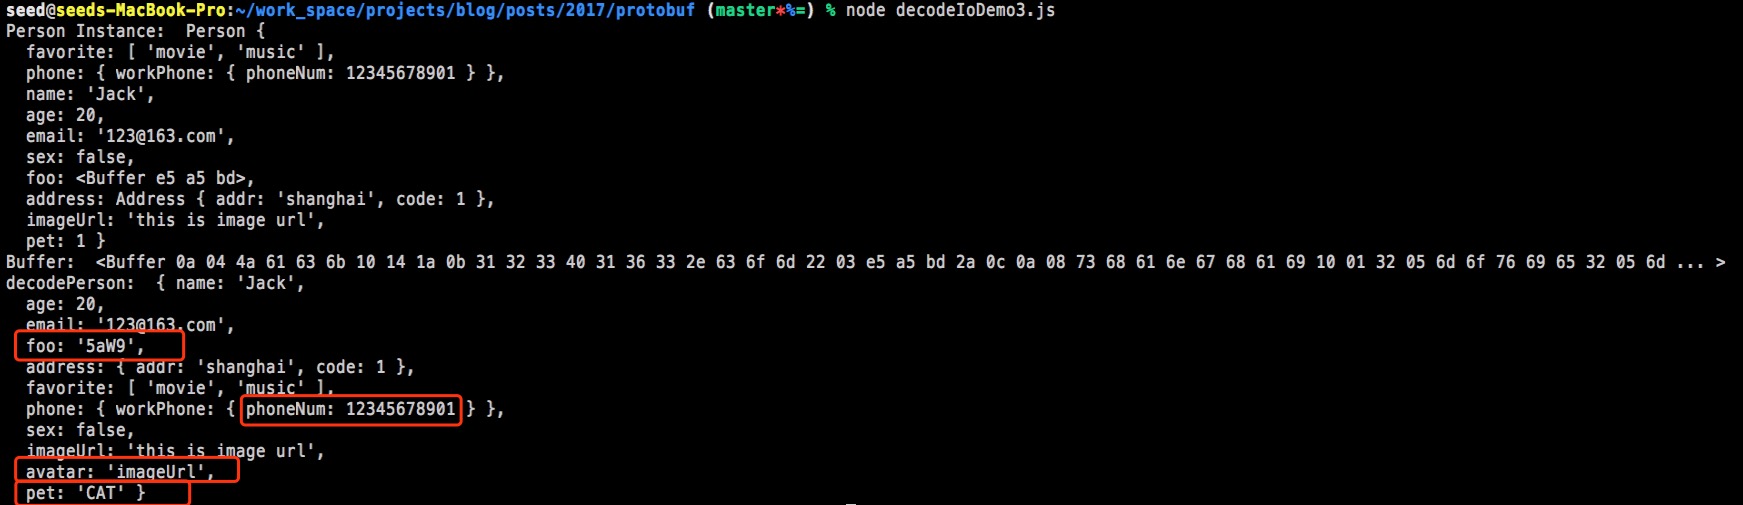 seed@seeds-MacBook-Pro:~/work_space/projects/blog/posts/2017/protobuf (master*%=) % node decodeIoDemo3.js
Person Instance:  Person {
  favorite: [ 'movie', 'music' ],
  phone: { workPhone: { phoneNum: 12345678901 } },
  name: 'Jack',
  age: 20,
  email: '123@163.com',
  sex: false,
  foo: <Buffer e5 a5 bd>,
  address: Address { addr: 'shanghai', code: 1 },
  imageUrl: 'this is image url',
  pet: 1 }
Buffer:  <Buffer 0a 04 4a 61 63 6b 10 14 1a 0b 31 32 33 40 31 36 33 2e 63 6f 6d 22 03 e5 a5 bd 2a 0c 0a 08 73 68 61 6e 67 68 61 69 10 01 32 05 6d 6f 76 69 65 32 05 6d ... >
decodePerson:  { name: 'Jack',
  age: 20,
  email: '123@163.com',
  foo: '5aW9',
  address: { addr: 'shanghai', code: 1 },
  favorite: [ 'movie', 'music' ],
  phone: { workPhone: { phoneNum: 12345678901 } },
  sex: false,
  imageUrl: 'this is image url',
  avatar: 'imageUrl',
  pet: 'CAT' }